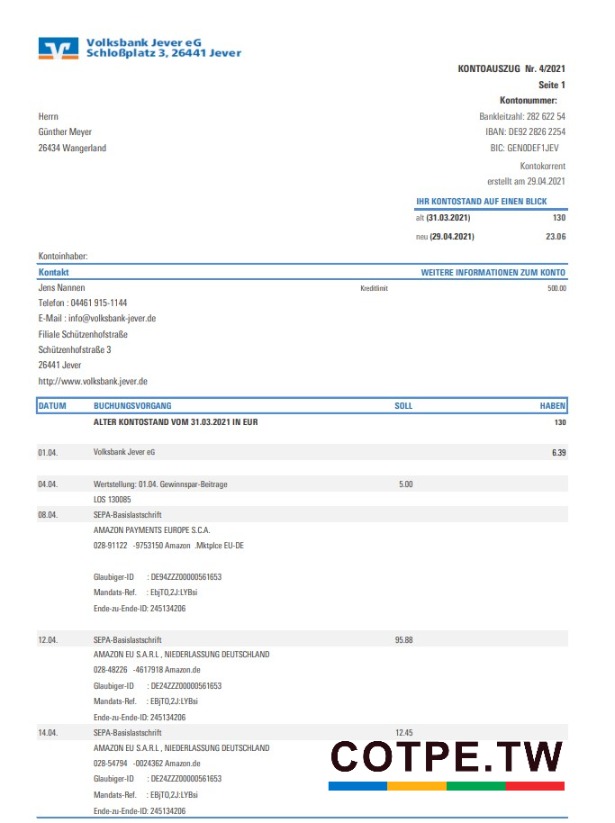 Volksbank Jever eG
Schloßplatz 3, 26441 Jever
KONTOAUSZUG Nr. 4/2021
Seite 1
Kontonummer:
Herrn
Bankleitzahl: 282 622 54
Günther Meyer
IBAN: DE92 2826 2254
26434 Wangerland
BIC: GENODEF1JEV
Kontokorrent
erstellt am 29.04.2021
IHR KONTOSTAND AUF EINEN BLICK
alt (31.03.2021) 130
neu (29.04.2021) 23.06
Kontoinhaber:
Kontakt WEITERE INFORMATIONEN ZUM KONTO
Jens Nannen Kreditlimit 500.00
Telefon : 04461 915-1144
E-Mail : info@volksbank-jever.de
Filiale Schützenhofstraße
Schützenhofstraße 3
26441 Jever
http://www.volksbank.jever.de
DATUM BUCHUNGSVORGANG SOLL HABEN
ALTER KONTOSTAND VOM 31.03.2021 IN EUR 130
01.04. Volksbank Jever eG 6.39
04.04. Wertstellung: 01.04. Gewinnspar-Beitrage 5.00
LOS 130085
08.04. SEPA-Basislastschrift
AMAZON PAYMENTS EUROPE S.C.A.
028-91122 -9753150 Amazon .Mktplce EU-DE
Glaubiger-ID : DE94ZZZ00000561653
Mandats-Ref. : EbjTO,2J:LYBsi
Ende-zu-Ende-ID: 245134206
12.04. SEPA-Basislastschrift 95.88
AMAZON EU S.A.R.L , NIEDERLASSUNG DEUTSCHLAND
028-48226 -4617918 Amazon.de
Glaubiger-ID : DE24ZZZ00000561653
Mandats-Ref. : EBjTO,2J:LYBsi
Ende-zu-Ende-ID: 245134206
14.04. SEPA-Basislastschrift 12.45
AMAZON EU S.A.R.L , NIEDERLASSUNG DEUTSCHLAND
028-54794 -0024362 Amazon.de
Glaubiger-ID : DE24ZZZ00000561653
Mandats-Ref. : EBjTO,2J:LYBsi
Ende-zu-Ende-ID: 245134206
COTPE.TW